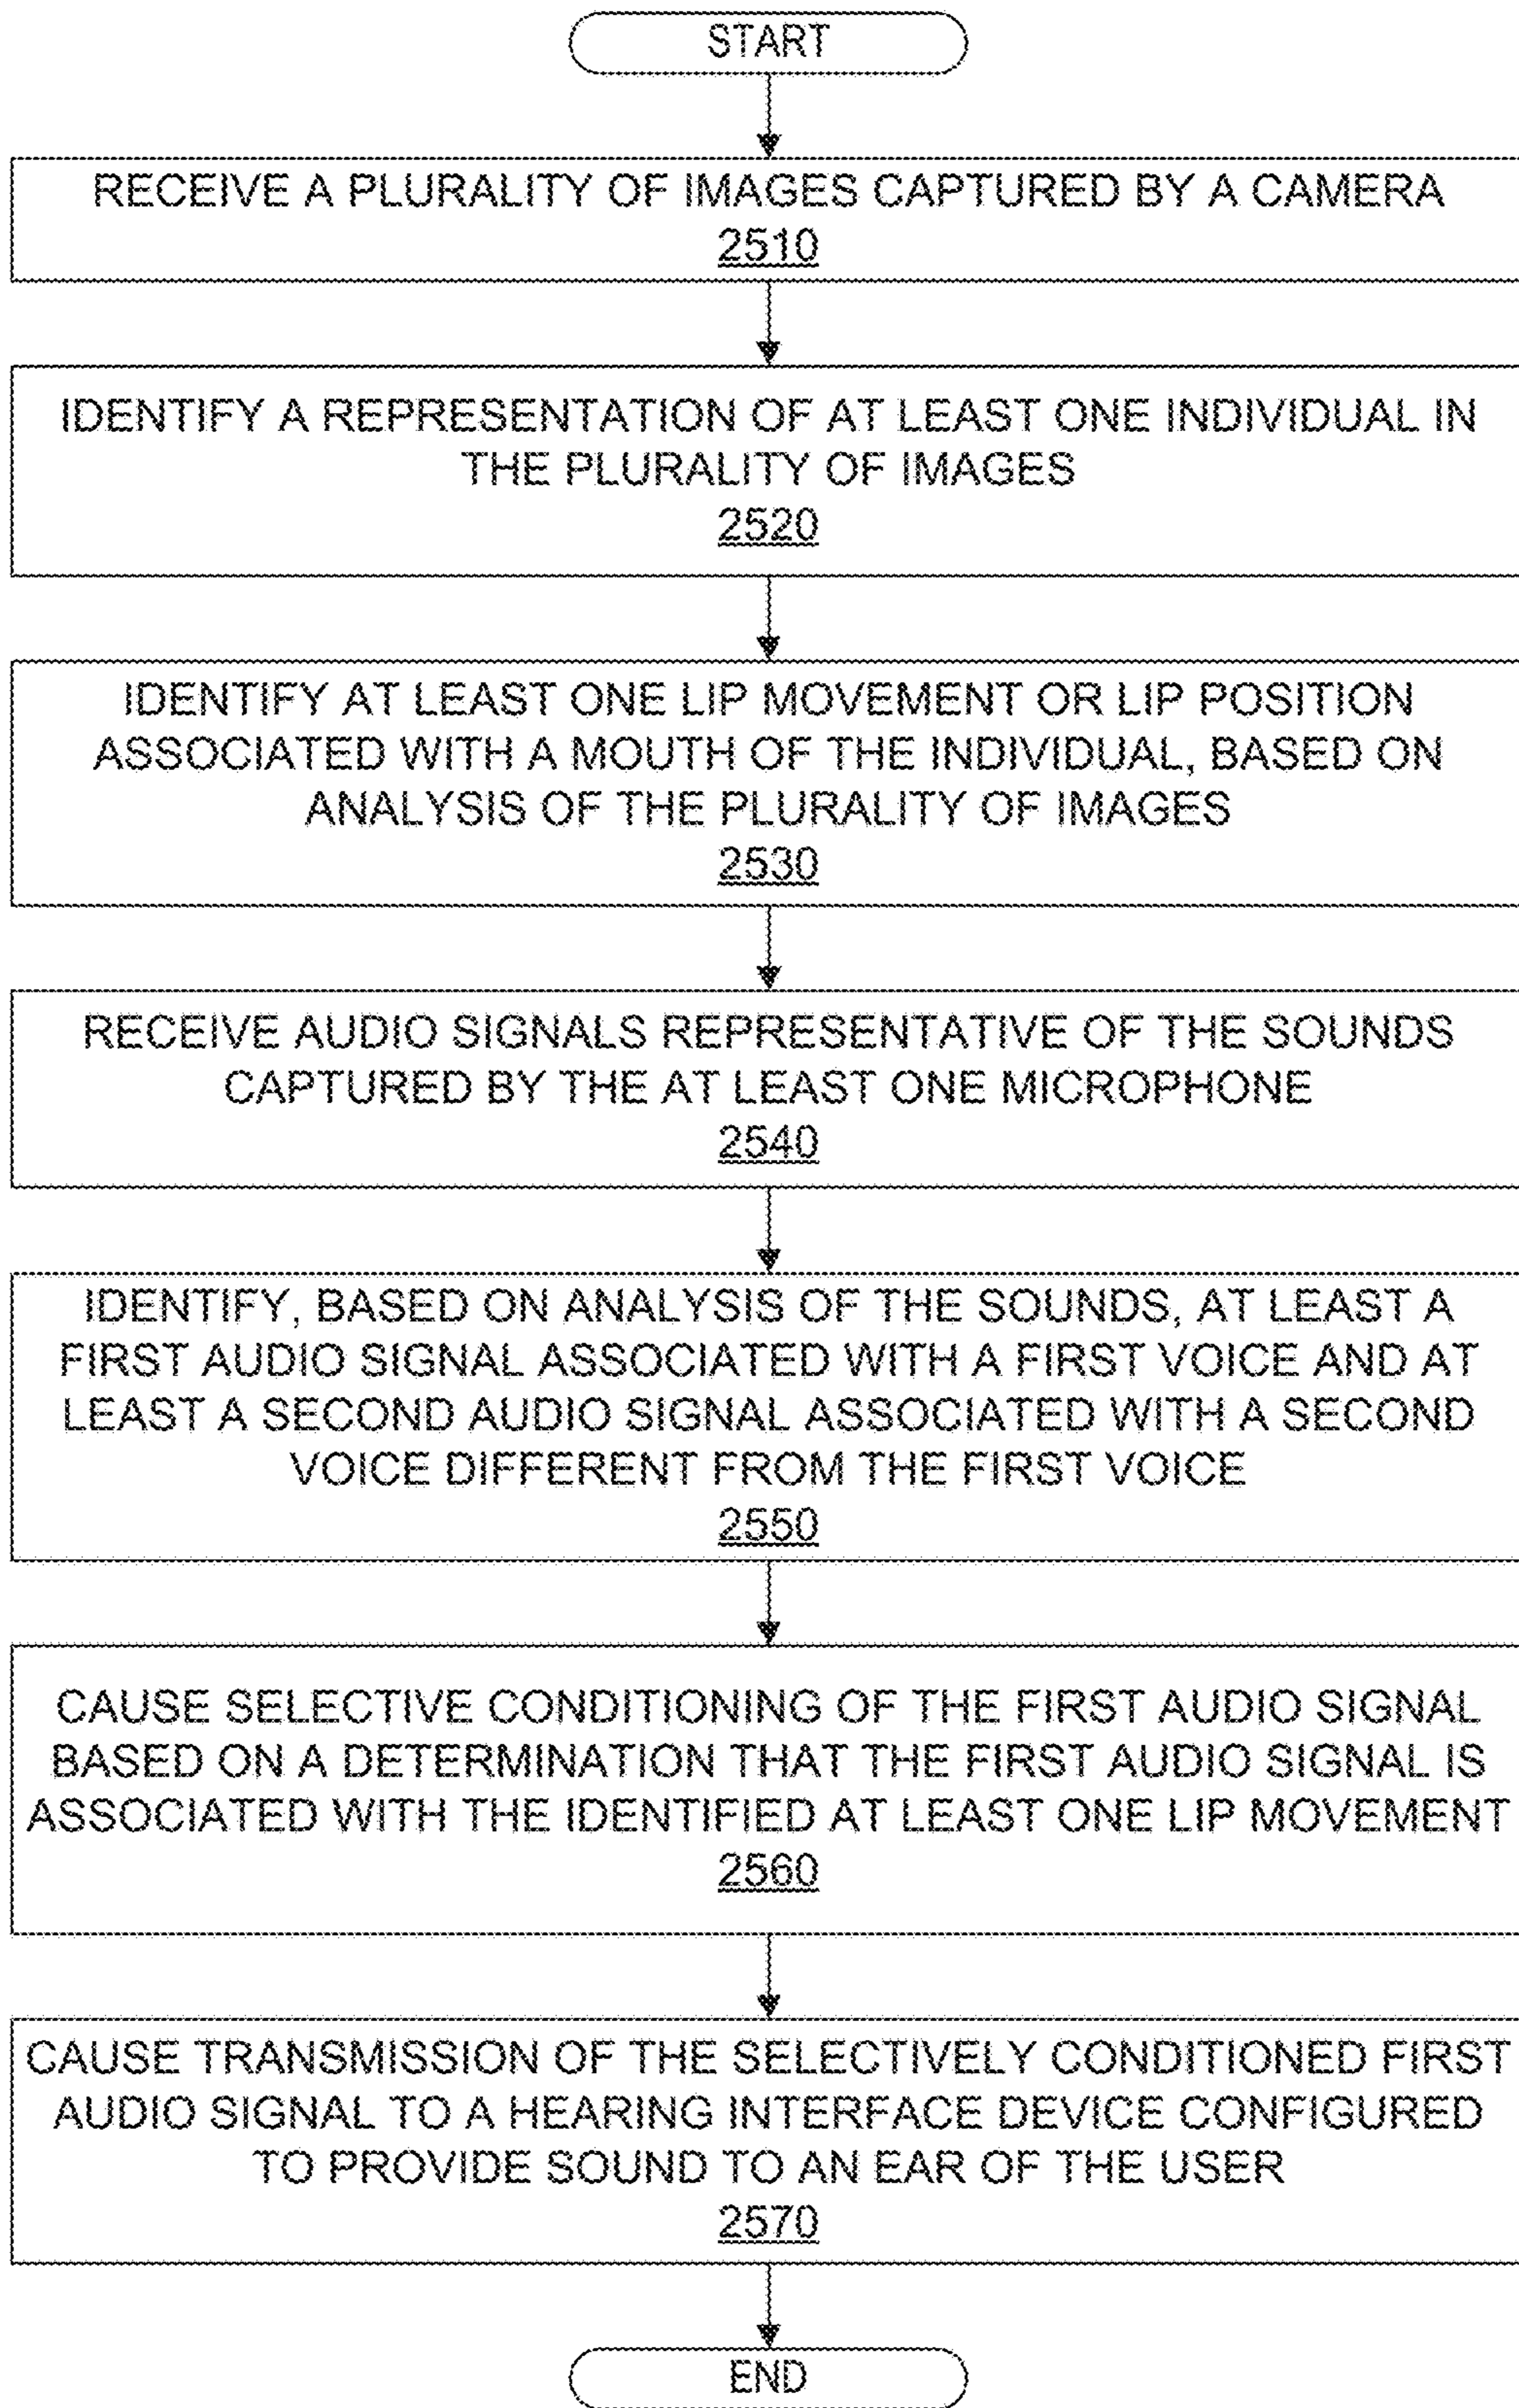 START
RECEIVE A PLURALITY OF IMAGES CAPTURED BY A CAMERA
2510
IDENTIFY A REPRESENTATION OF AT LEAST ONE INDIVIDUAL IN
THE PLURALITY OF IMAGES
2520
IDENTIFY AT LEAST ONE LIP MOVEMENT OR LIP POSITION
ASSOCIATED WITH A MOUTH OF THE INDIVIDUAL, BASED ON
ANALYSIS OF THE PLURALITY OF IMAGES
2530
RECEIVE AUDIO SIGNALS REPRESENTATIVE OF THE SOUNDS
CAPTURED BY THE AT LEAST ONE MICROPHONE
2540
IDENTIFY, BASED ON ANALYSIS OF THE SOUNDS, AT LEAST A
FIRST AUDIO SIGNAL ASSOCIATED WITH A FIRST VOICE AND AT
LEAST A SECOND AUDIO SIGNAL ASSOCIATED WITH A SECOND
VOICE DIFFERENT FROM THE FIRST VOICE
2550
CAUSE SELECTIVE CONDITIONING OF THE FIRST AUDIO SIGNAL
BASED ON A DETERMINATION THAT THE FIRST AUDIO SIGNAL IS
ASSOCIATED WITH THE IDENTIFIED AT LEAST ONE LIP MOVEMENT
2560
CAUSE TRANSMISSION OF THE SELECTIVELY CONDITIONED FIRST
AUDIO SIGNAL TO A HEARING INTERFACE DEVICE CONFIGURED
TO PROVIDE SOUND TO AN EAR OF THE USER
2570
END